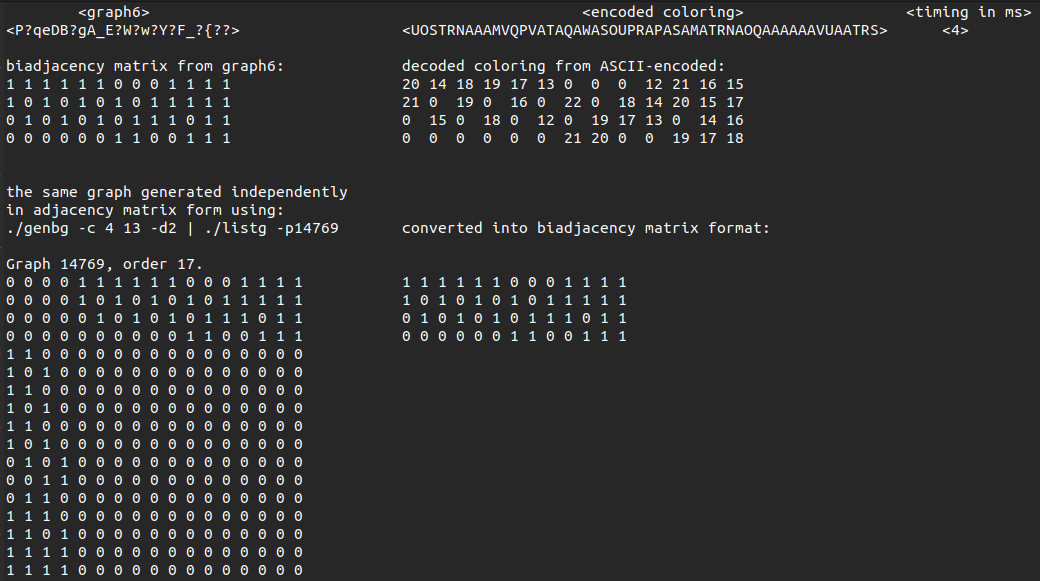 <graph6> <encoded coloring> <timing in ms>
<P?qeDB?gA_E?W?w?Y?F_?{??> <UOSTRNAAAMVQPVATAQAWASOUPRAPASAMATRNAOQAAAAAAVUAATRS> <4>
biadjacency matrix from graph6: decoded coloring from ASCII-encoded:
1 1 1 1 1 1 0 0 0 1 1 1 1 20 14 18 19 17 13 0 0 0 12 21 16 15
1 0 1 0 1 0 1 0 1 1 1 1 1 21 0 19 0 16 0 22 0 18 14 20 15 17
0 1 0 1 0 1 0 1 1 1 0 1 1 0 15 0 18 0 12 0 19 17 13 0 14 16
0 0 0 0 0 0 1 1 0 0 1 1 1 0 0 0 0 0 0 21 20 0 0 19 17 18
the same graph generated independently
in adjacency matrix form using:
./genbg -c 4 13 -d2 | ./listg -p14769 converted into biadjacency matrix format:
Graph 14769, order 17.
0 0 0 0 1 1 1 1 1 1 0 0 0 1 1 1 1 1 1 1 1 1 1 0 0 0 1 1 1 1
0 0 0 0 1 0 1 0 1 0 1 0 1 1 1 1 1 1 0 1 0 1 0 1 0 1 1 1 1 1
0 0 0 0 0 1 0 1 0 1 0 1 1 1 0 1 1 0 1 0 1 0 1 0 1 1 1 0 1 1
0 0 0 0 0 0 0 0 0 0 1 1 0 0 1 1 1 0 0 0 0 0 0 1 1 0 0 1 1 1
1 1 0 0 0 0 0 0 0 0 0 0 0 0 0 0 0
1 0 1 0 0 0 0 0 0 0 0 0 0 0 0 0 0
1 1 0 0 0 0 0 0 0 0 0 0 0 0 0 0 0
1 0 1 0 0 0 0 0 0 0 0 0 0 0 0 0 0
1 1 0 0 0 0 0 0 0 0 0 0 0 0 0 0 0
1 0 1 0 0 0 0 0 0 0 0 0 0 0 0 0 0
0 1 0 1 0 0 0 0 0 0 0 0 0 0 0 0 0
0 0 1 1 0 0 0 0 0 0 0 0 0 0 0 0 0
0 1 1 0 0 0 0 0 0 0 0 0 0 0 0 0 0
1 1 1 0 0 0 0 0 0 0 0 0 0 0 0 0 0
1 1 0 1 0 0 0 0 0 0 0 0 0 0 0 0 0
1 1 1 1 0 0 0 0 0 0 0 0 0 0 0 0 0
1 1 1 1 0 0 0 0 0 0 0 0 0 0 0 0 0